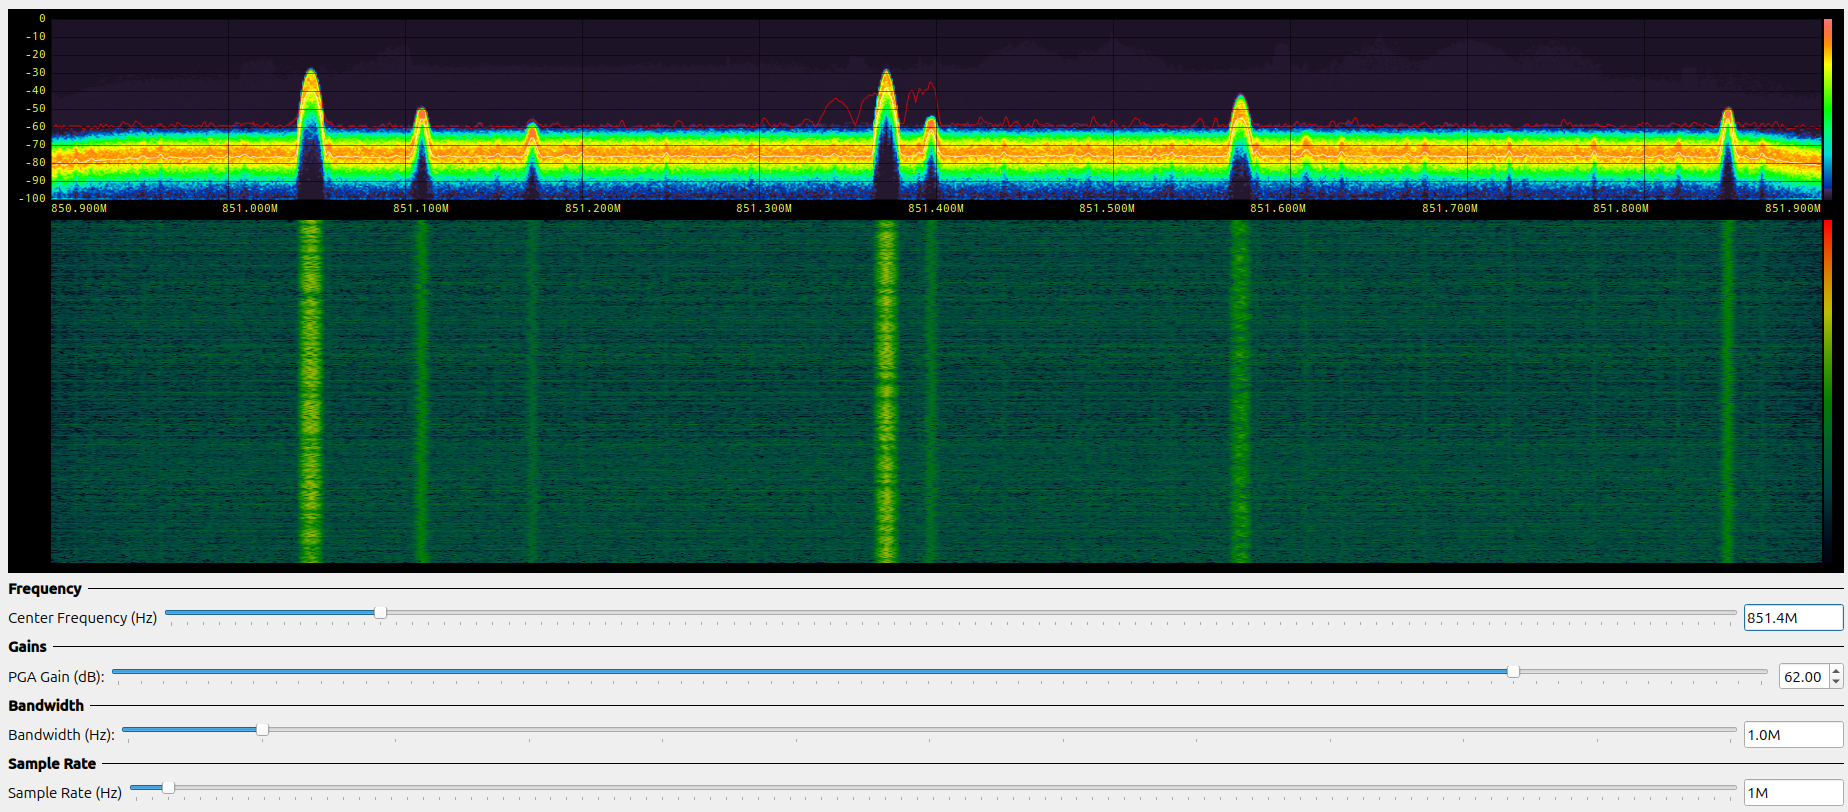 0
-10
-20
-30
-40
-50
-60
-70
-80
-90
-100
850.900M 851.000M 851.100M 851.200M 851.300M 851.400M 851.500M 851.600M 851.700M 851.800M 851.900M
Frequency
Center Frequency (Hz) 851.4M
Gains
PGA Gain (dB): 62.00
Bandwidth
Bandwidth (Hz): 1.0M
Sample Rate
Sample Rate (Hz) 1M